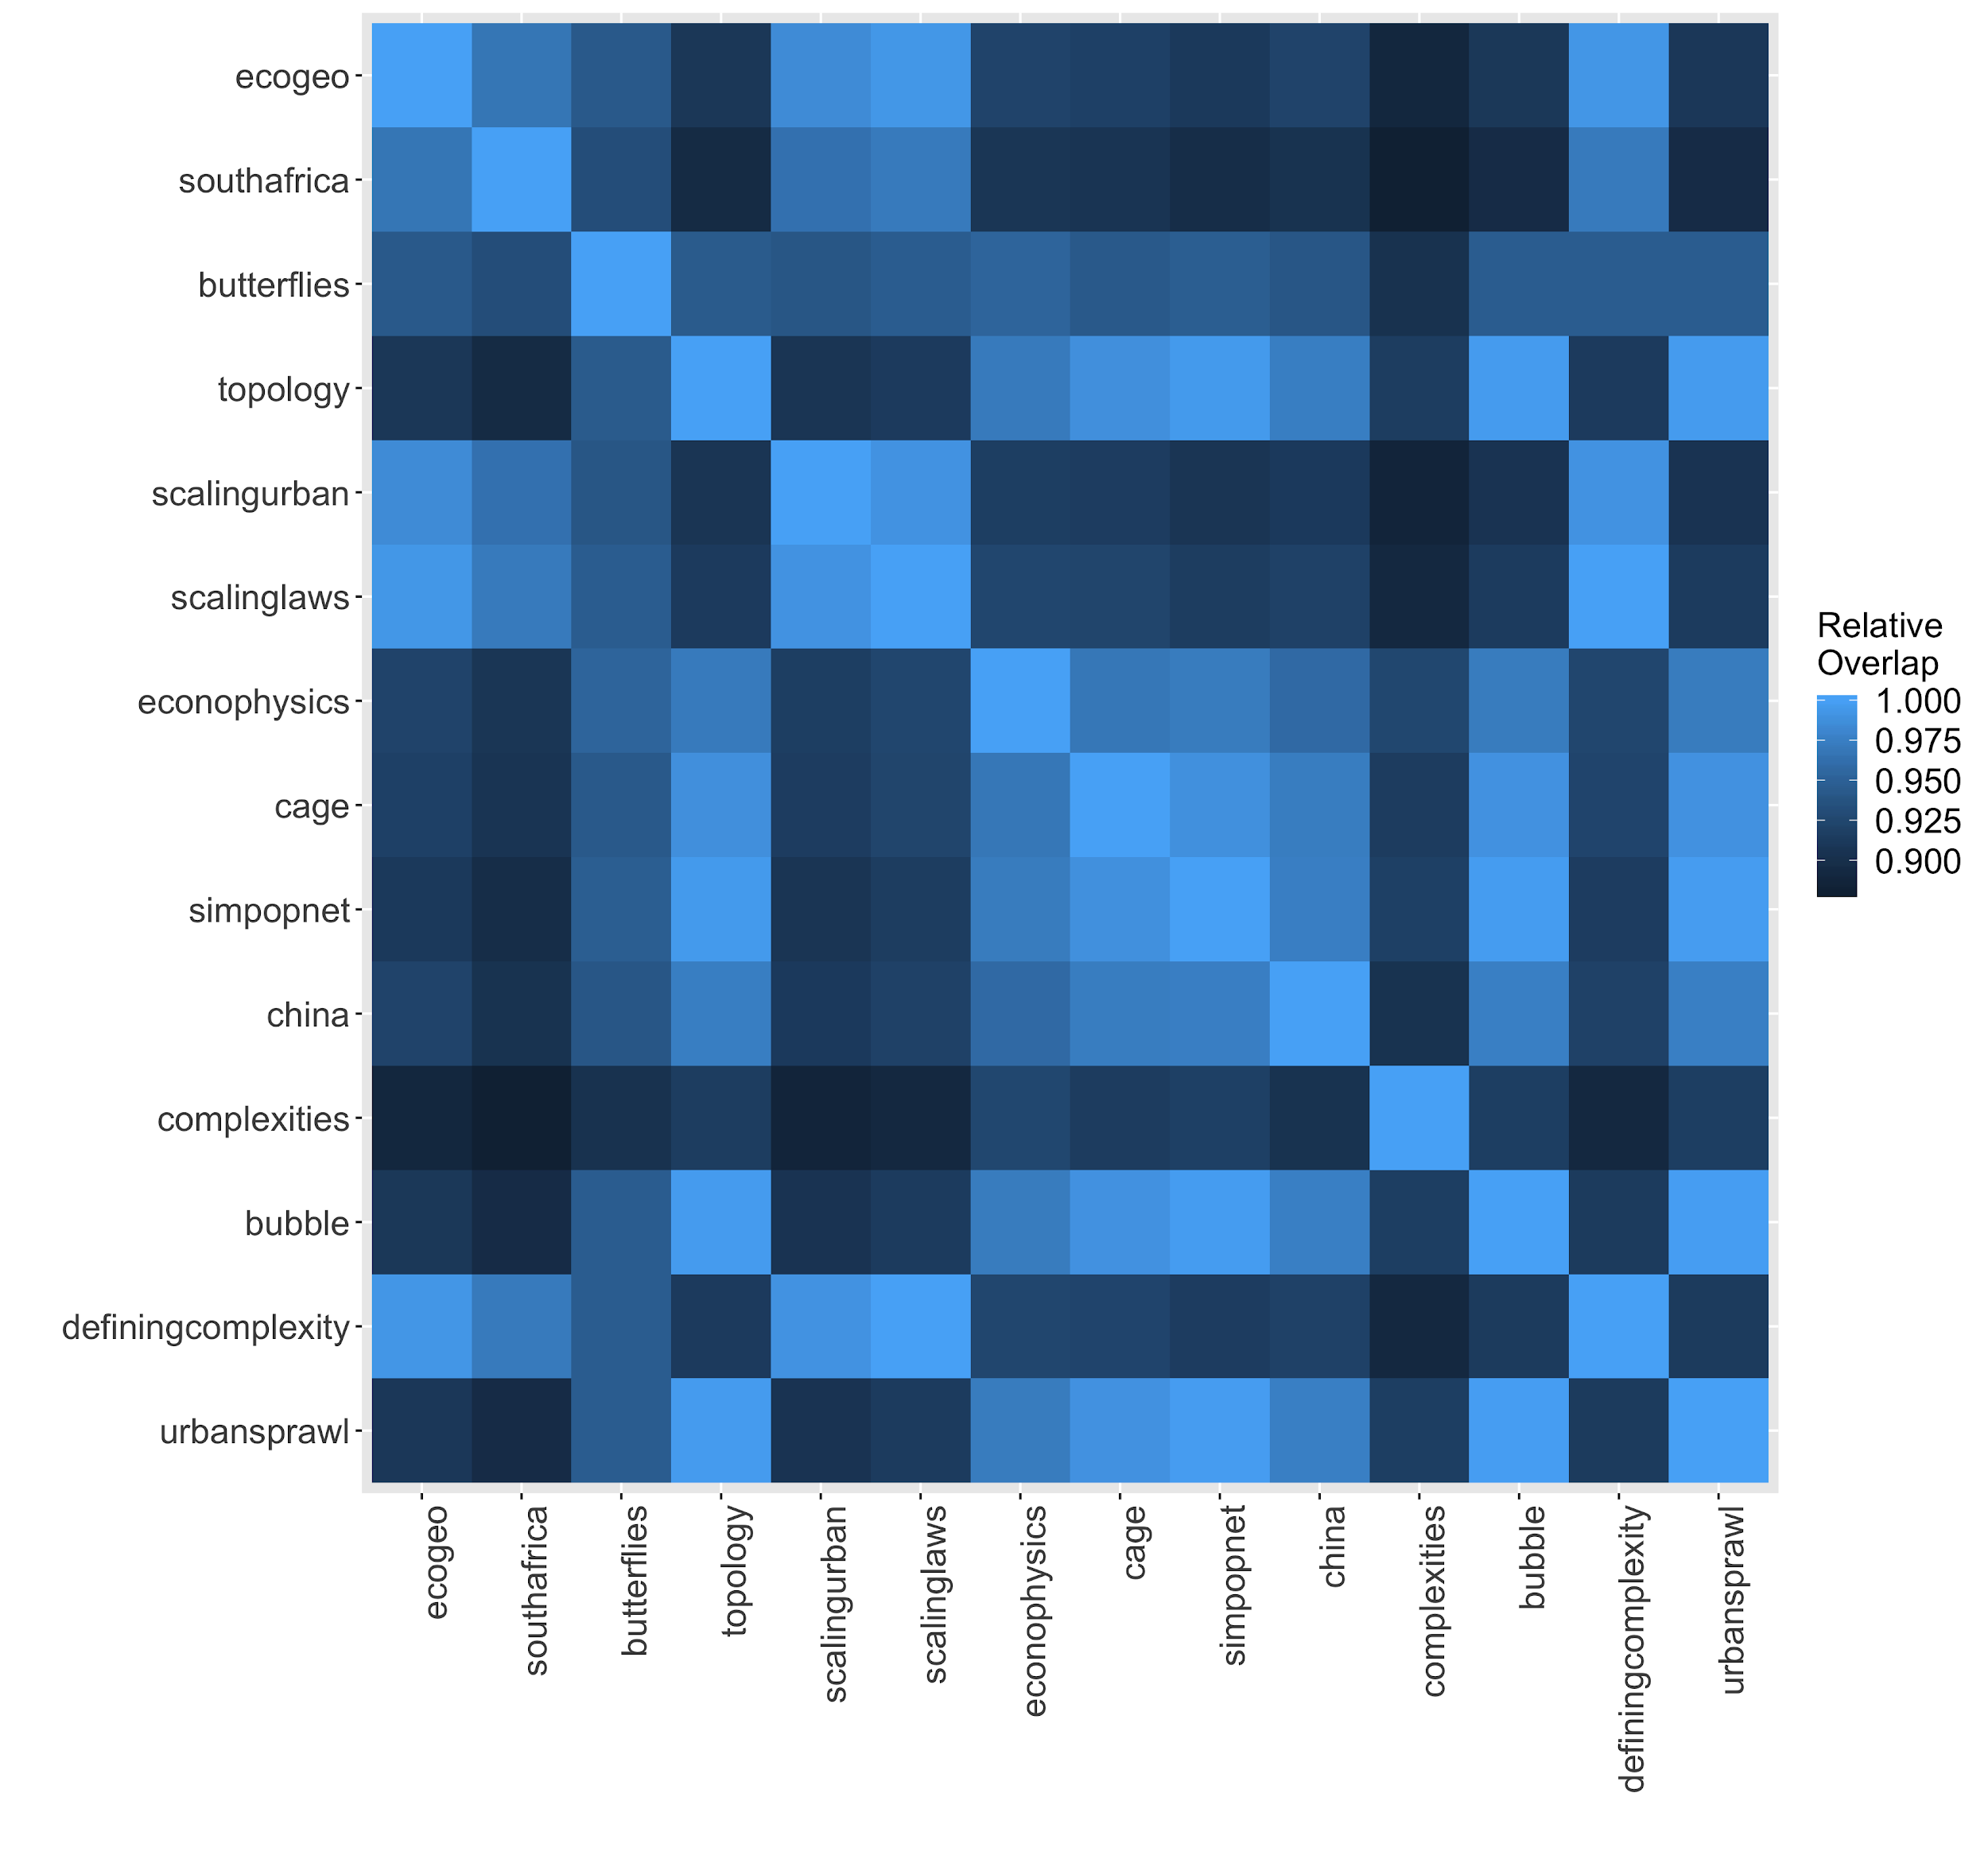 ecogeo
southafrica
butterflies
topology
scalingurban
scalinglaws
econophysics
cage
simpopnet
china
complexities
bubble
definingcomplexity
urbansprawl
ecogeo
southafrica
butterflies
topology
scalingurban
scalinglaws
econophysics
cage
simpopnet
china
complexities
bubble
definingcomplexity
urbansprawl
Relative
Overlap
1.000
0.975
0.950
0.925
0.900